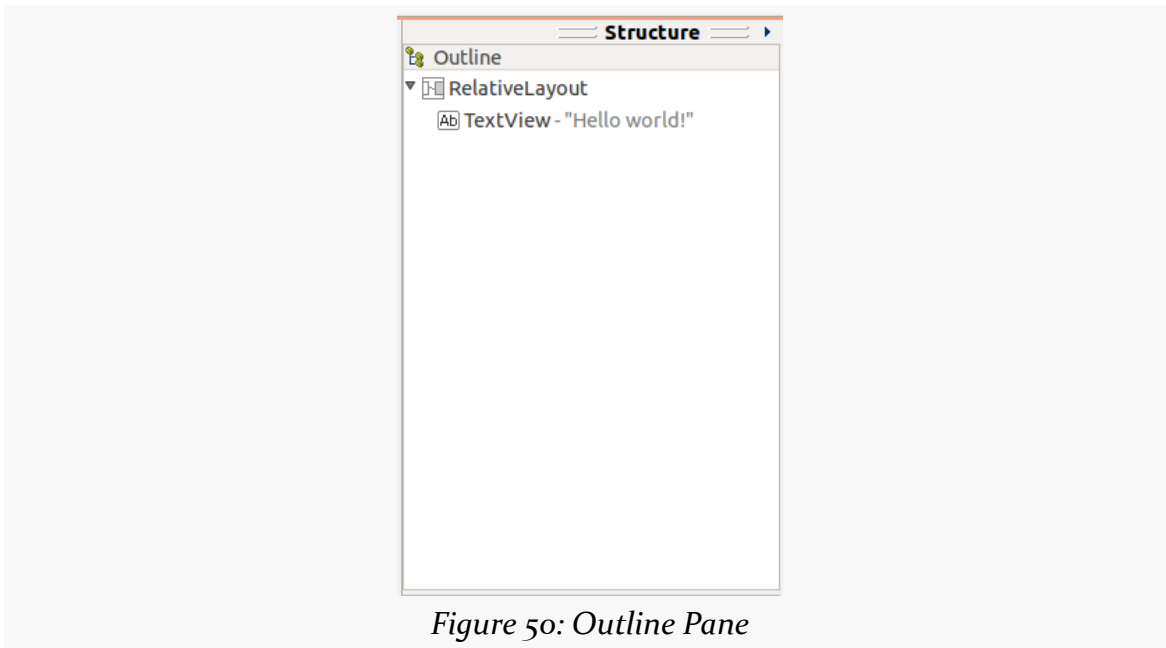 Structure
Outline
RelativeLayout
Ab TextView - "Hello world!"
Figure 50: Outline Pane